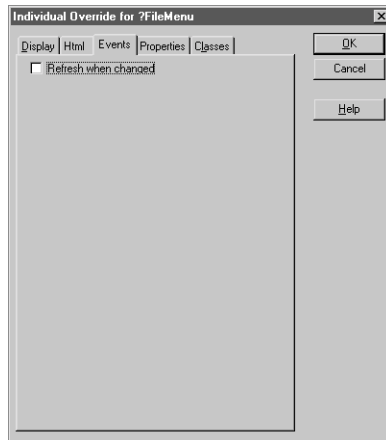 Individual Override for ?FileMenu
Display Html Events Properties Classes
Refresh when changed
OK
Cancel
Help